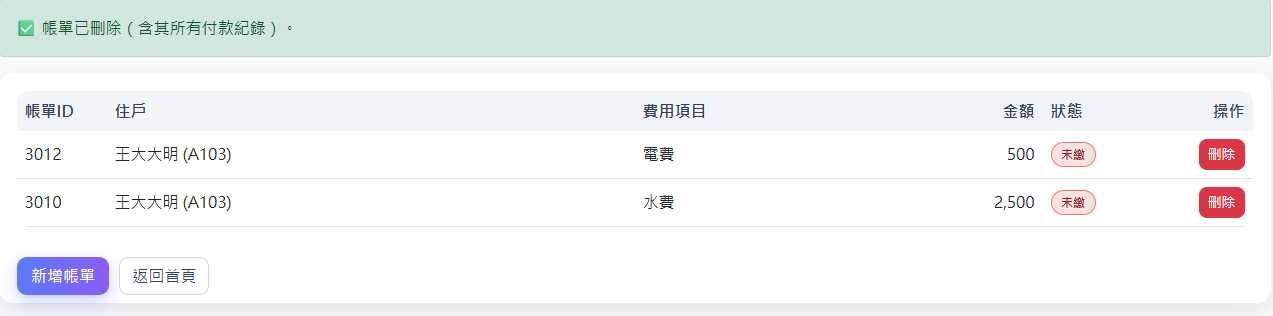 ✅ 帳單已刪除（含其所有付款紀錄）。
帳單ID 住戶 費用項目 金額 狀態 操作
3012 王大大明 (A103) 電費 500 未繳 刪除
3010 王大大明 (A103) 水費 2,500 未繳 刪除
新增帳單 返回首頁